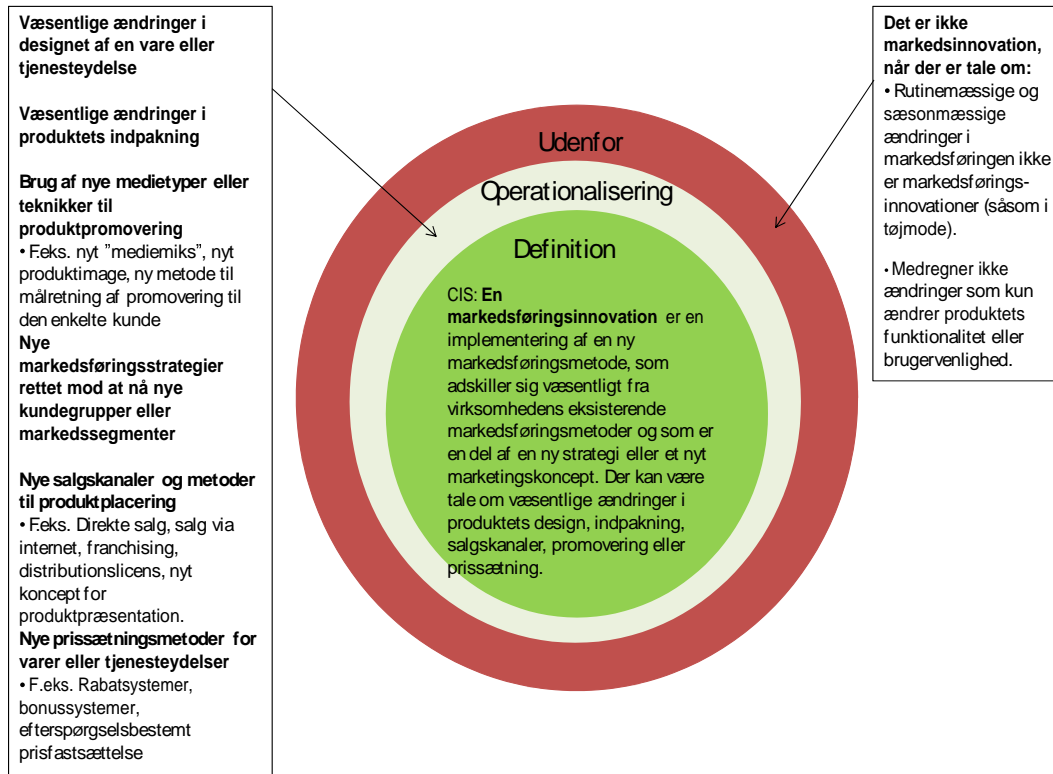 Væsentlige ændringer i
designet af en vare eller
tjenesteydelse
Væsentlige ændringer i
produktets indpakning
Brug af nye medietyper eller
teknikker til
produktpromovering
• F.eks. nyt ”mediemiks”, nyt
produktimage, ny metode til
målretning af promovering til
den enkelte kunde
Nye
markedsføringsstrategier
rettet mod at nå nye
kundegrupper eller
markedssegmenter
Nye salgskanaler og metoder
til produktplacering
• F.eks. Direkte salg, salg via
internet, franchising,
distributionslicens, nyt
koncept for
produktpræsentation.
Nye prissætningsmetoder for
varer eller tjenesteydelser
• F.eks. Rabatsystemer,
bonussystemer,
efterspørgselsbestemt
prisfastsættelse
Udenfor
Operationalisering
Definition
CIS: En
markedsføringsinnovation er en
implementering af en ny
markedsføringsmetode, som
adskiller sig væsentligt fra
virksomhedens eksisterende
markedsføringsmetoder og som er
en del af en ny strategi eller et nyt
marketingskoncept. Der kan være
tale om væsentlige ændringer i
produktets design, indpakning,
salgskanaler, promovering eller
prissætning.
Det er ikke
markedsinnovation,
når der er tale om:
• Rutinemæssige og
sæsonmæssige
ændringer i
markedsføringen ikke
er markedsførings-
innovationer (såsom i
tøjmode).
• Medregner ikke
ændringer som kun
ændrer produktets
funktionalitet eller
brugervenlighed.